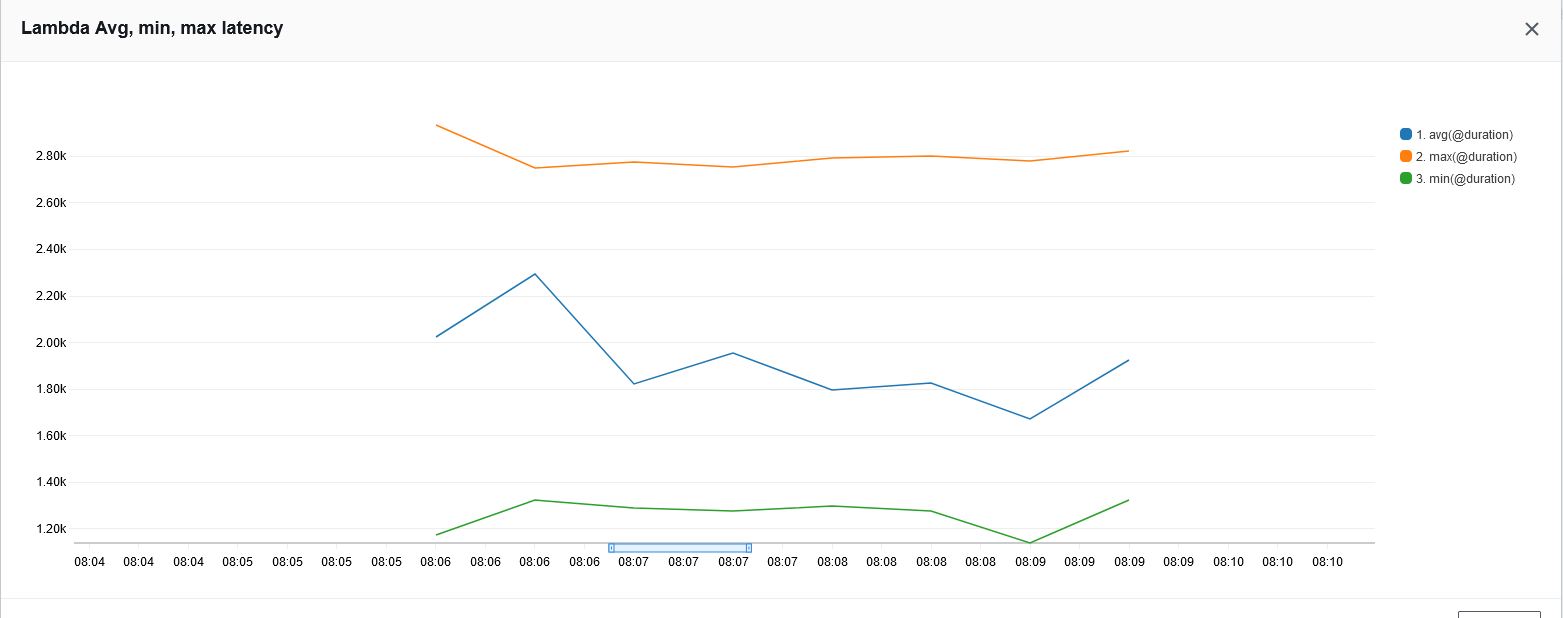 Lambda Avg, min, max latency
1. avg(@duration)
2. max(@duration)
3. min(@duration)
2.80k
2.60k
2.40k
2.20k
2.00k
1.80k
1.60k
1.40k
1.20k
08:04 08:04 08:04 08:05 08:05 08:05 08:05 08:06 08:06 08:06 08:06 08:07 08:07 08:07 08:07 08:08 08:08 08:08 08:08 08:09 08:09 08:09 08:09 08:10 08:10 08:10